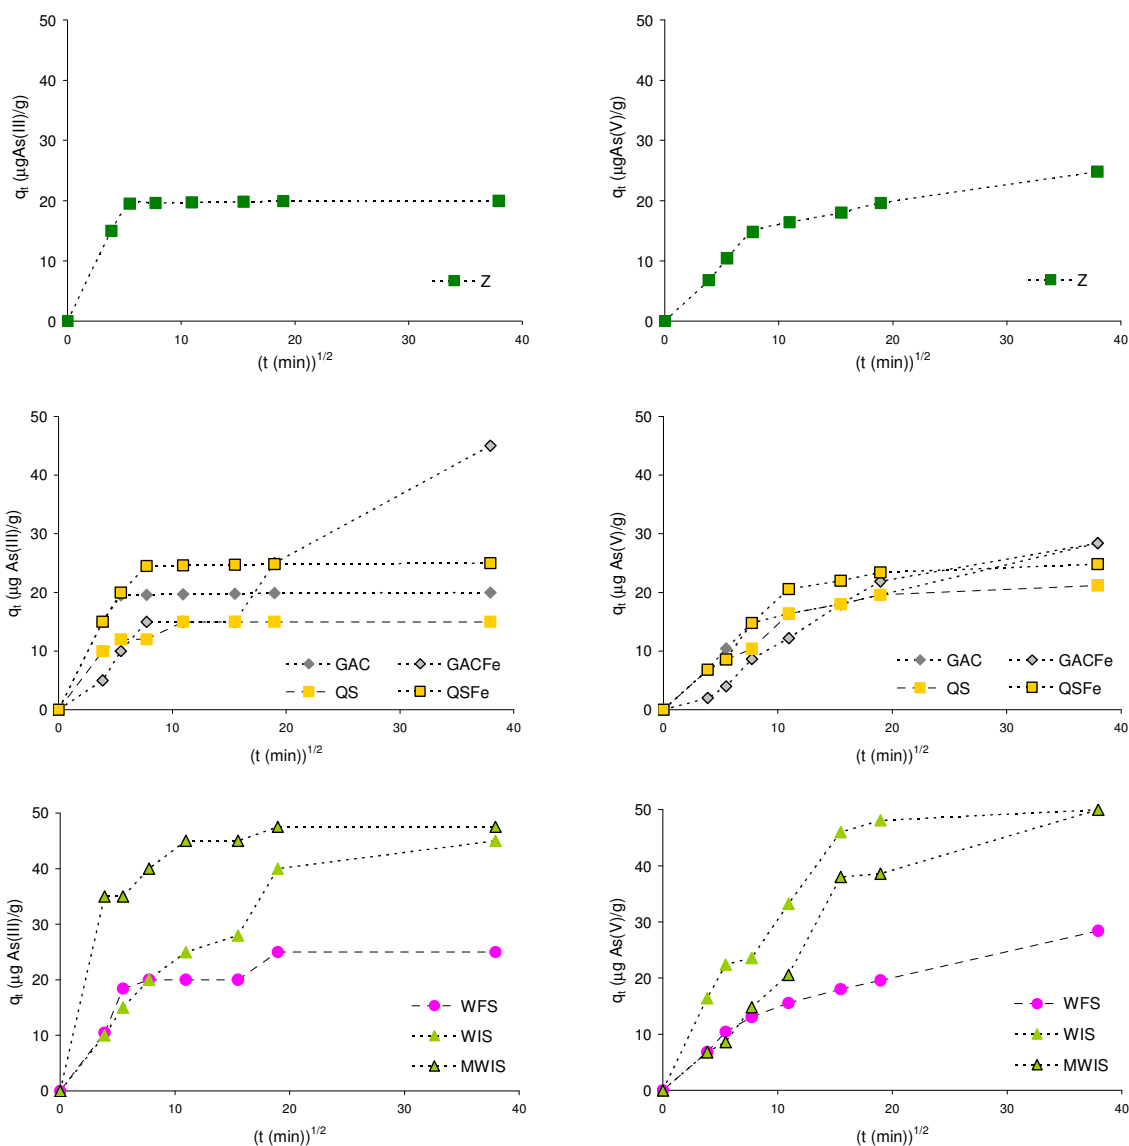 50
40
30
20
10
0
qt (µgAs(III)/g)
Z
0 10 20 30 40
(t (min))1/2
50
40
30
20
10
0
qt (µgAs(V)/g)
Z
0 10 20 30 40
(t (min))1/2
50
40
30
20
10
0
qt (µg As(III)/g)
GAC GACFe
QS QSFe
0 10 20 30 40
(t (min))1/2
50
40
30
20
10
0
qt (µg As(V)/g)
GAC GACFe
QS QSFe
0 10 20 30 40
(t (min))1/2
50
40
30
20
10
0
qt (µg As(III)/g)
WFS
WIS
MWIS
0 10 20 30 40
(t (min))1/2
50
40
30
20
10
0
qt (µg As(V)/g)
WFS
WIS
MWIS
0 10 20 30 40
(t (min))1/2